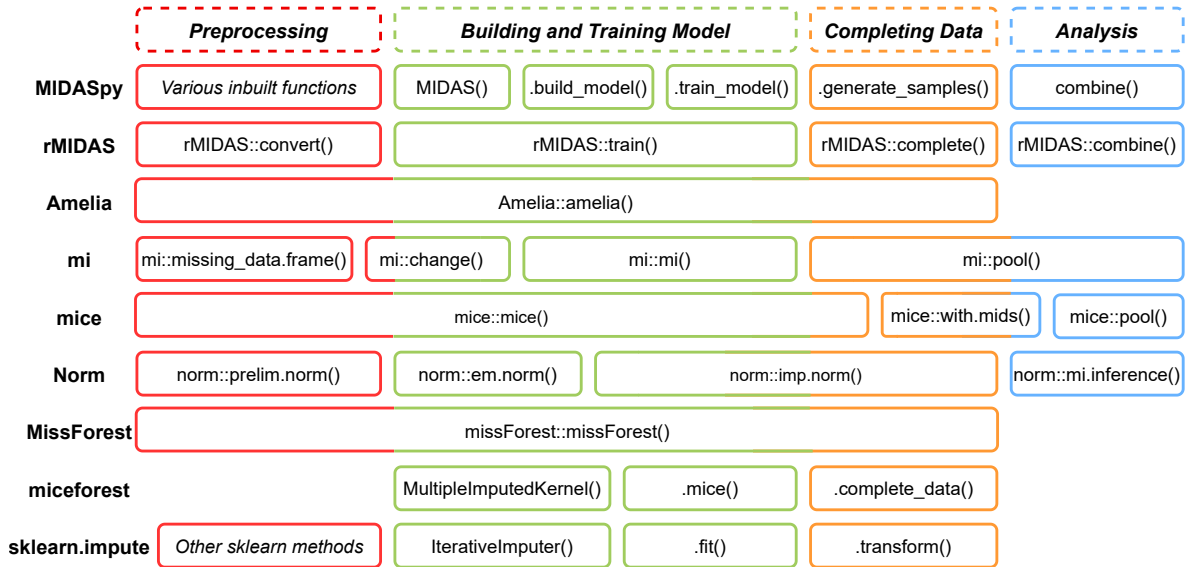 Preprocessing Building and Training Model Completing Data Analysis
MIDASpy Various inbuilt functions MIDAS() .build_model() .train_model() .generate_samples() combine()
rMIDAS rMIDAS::convert() rMIDAS::train() rMIDAS::complete() rMIDAS::combine()
Amelia Amelia::amelia()
mi mi::missing_data.frame() mi::change() mi::mi() mi::pool()
mice mice::mice() mice::with.mids() mice::pool()
Norm norm::prelim.norm() norm::em.norm() norm::imp.norm() norm::mi.inference()
MissForest missForest::missForest()
miceforest MultipleImputedKernel() .mice() .complete_data()
sklearn.impute Other sklearn methods IterativeImputer() .fit() .transform()